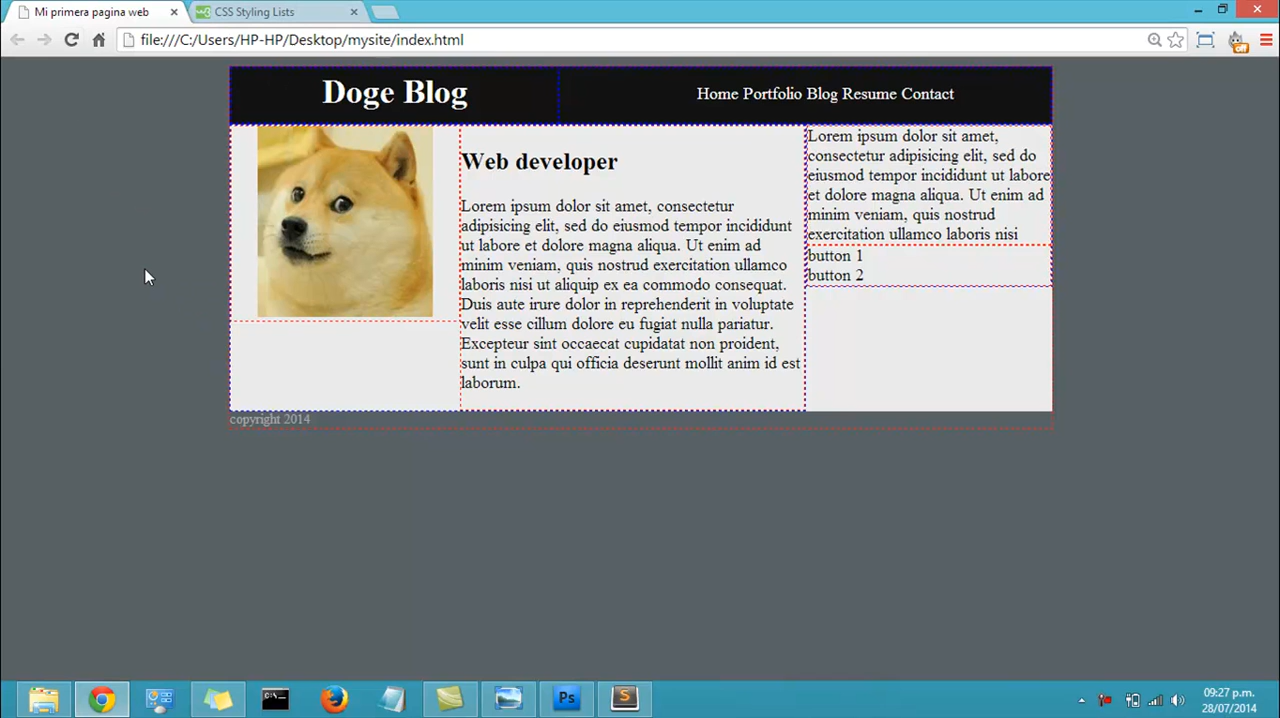 Mi primera pagina web
CSS Styling Lists
file:///C:/Users/HP-HP/Desktop/mysite/index.html
off
Doge Blog
Home Portfolio Blog Resume Contact
Web developer
Lorem ipsum dolor sit amet, consectetur
adipisicing elit, sed do eiusmod tempor incididunt
ut labore et dolore magna aliqua. Ut enim ad
minim veniam, quis nostrud exercitation ullamco
laboris nisi ut aliquip ex ea commodo consequat.
Duis aute irure dolor in reprehenderit in voluptate
velit esse cillum dolore eu fugiat nulla pariatur.
Excepteur sint occaecat cupidatat non proident,
sunt in culpa qui officia deserunt mollit anim id est
laborum.
Lorem ipsum dolor sit amet,
consectetur adipisicing elit, sed do
eiusmod tempor incididunt ut labore
et dolore magna aliqua. Ut enim ad
minim veniam, quis nostrud
exercitation ullamco laboris nisi
button 1
button 2
copyright 2014
Ps
09:27 p.m.
28/07/2014